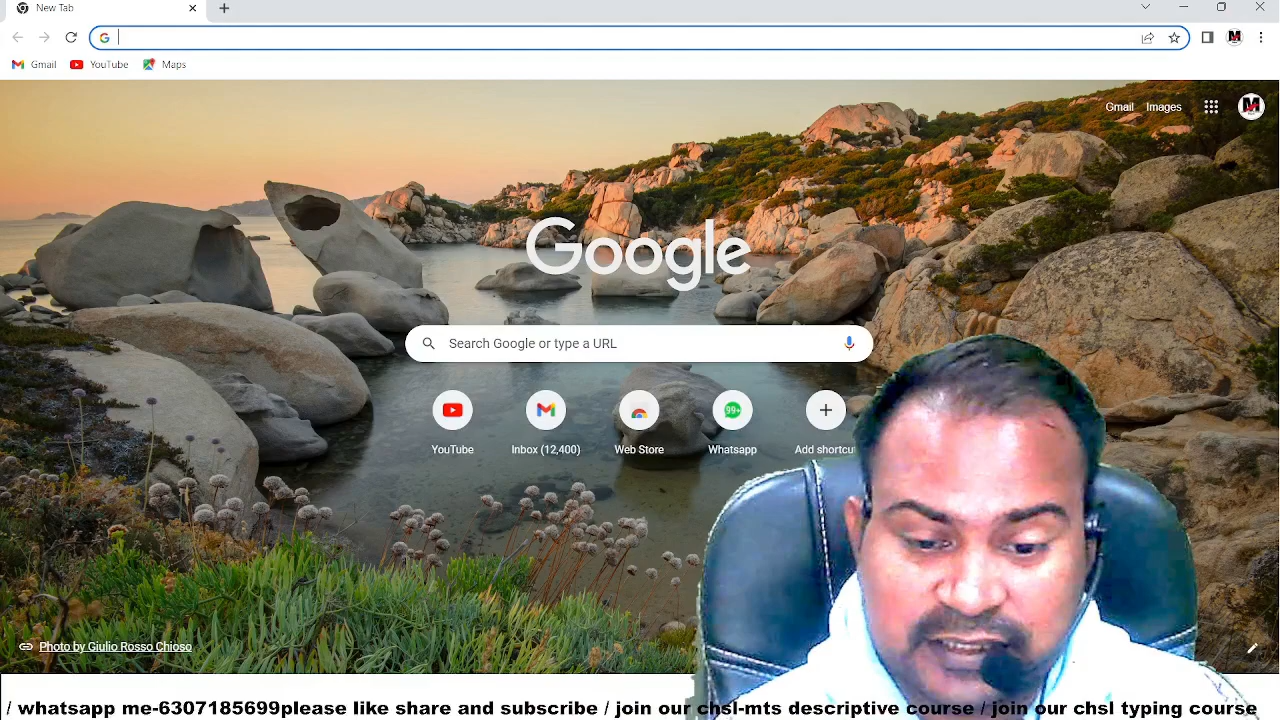 New Tab
Gmail YouTube Maps
Gmail Images
Google
Search Google or type a URL
99+
YouTube Inbox (12,400) Web Store Whatsapp Add shortcu
Photo by Giulio Rosso Chioso
/ whatsapp me-6307185699please like share and subscribe / join our chsl-mts descriptive course / join our chsl typing course